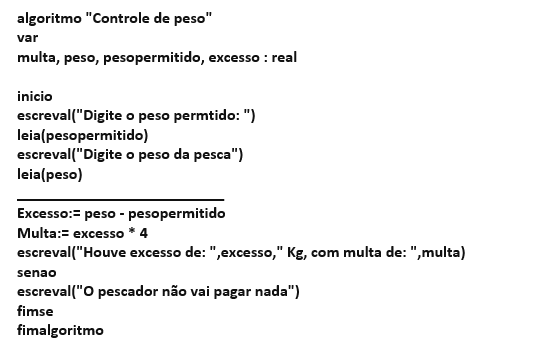 algoritmo "Controle de peso"
var
multa, peso, pesopermitido, excesso : real
inicio
escreval("Digite o peso permtido: ")
leia(pesopermitido)
escreval("Digite o peso da pesca")
leia(peso)
Excesso:= peso - pesopermitido
Multa:= excesso * 4
escreval("Houve excesso de: ",excesso," Kg, com multa de: ",multa)
senao
escreval("O pescador não vai pagar nada")
fimse
fimalgoritmo